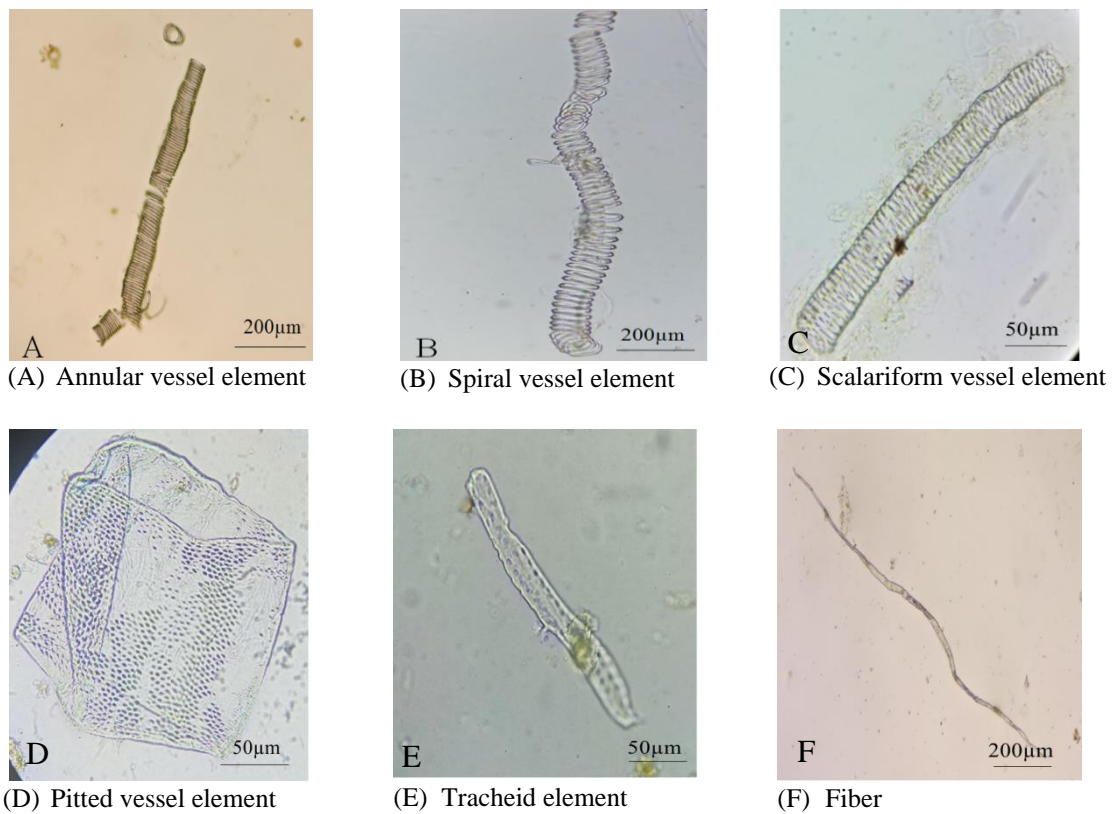 A
200μm
B
200μm
C
50μm
(A) Annular vessel element
(B) Spiral vessel element
(C) Scalariform vessel element
D
50μm
E
50μm
F
200μm
(D) Pitted vessel element
(E) Tracheid element
(F) Fiber